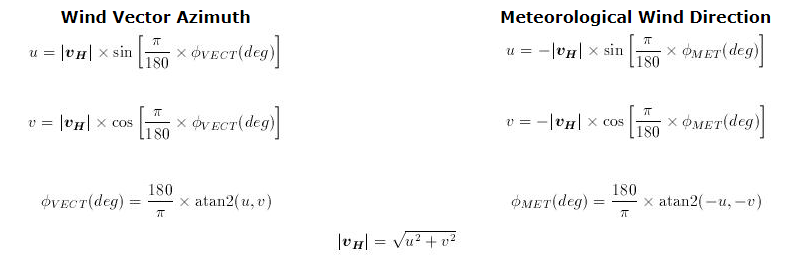 Wind Vector Azimuth Meteorological Wind Direction
u = |v_H| × sin [π/180 × ϕ_VECT(deg)] u = −|v_H| × sin [π/180 × ϕ_MET(deg)]
v = |v_H| × cos [π/180 × ϕ_VECT(deg)] v = −|v_H| × cos [π/180 × ϕ_MET(deg)]
ϕ_VECT(deg) = 180/π × atan2(u, v) ϕ_MET(deg) = 180/π × atan2(−u, −v)
|v_H| = √(u² + v²)